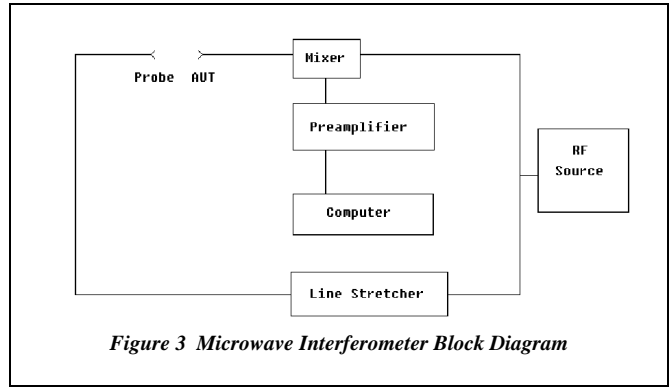 Mixer
Probe AUT
Preamplifier
RF
Source
Computer
Line Stretcher
Figure 3 Microwave Interferometer Block Diagram